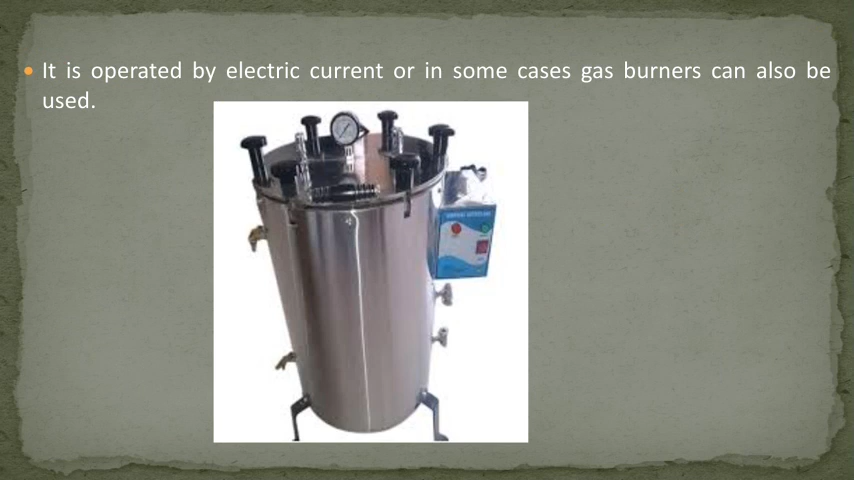 It is operated by electric current or in some cases gas burners can also be
used.